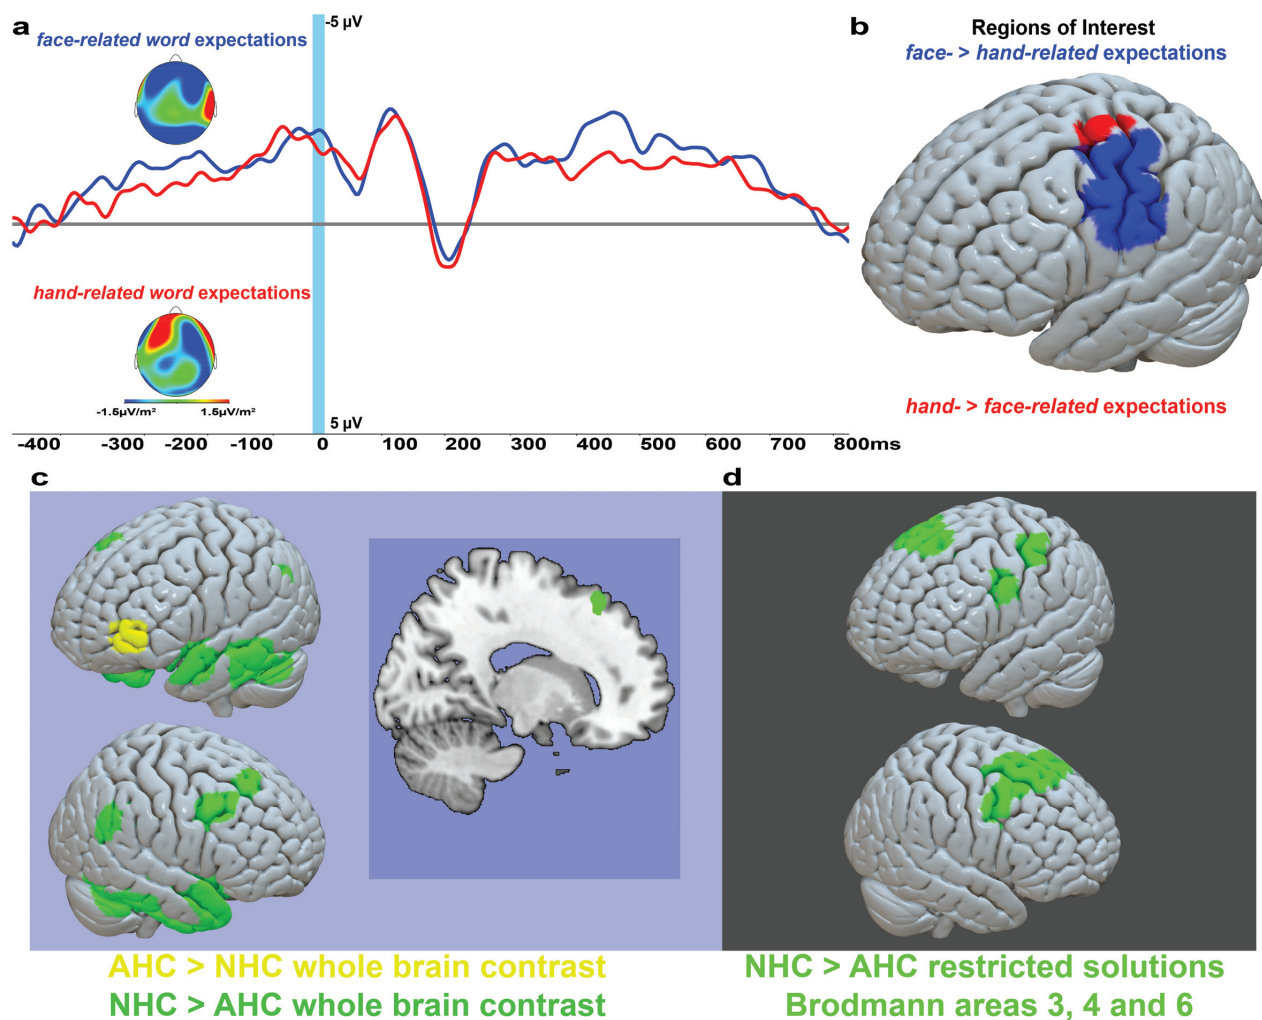 a
-5 µV
face-related word expectations
hand-related word expectations
-1.5µV/m² 1.5µV/m²
5 µV
-400 -300 -200 -100 0 100 200 300 400 500 600 700 800ms
b
Regions of Interest
face- > hand-related expectations
hand- > face-related expectations
c
AHC > NHC whole brain contrast
NHC > AHC whole brain contrast
d
NHC > AHC restricted solutions
Brodmann areas 3, 4 and 6